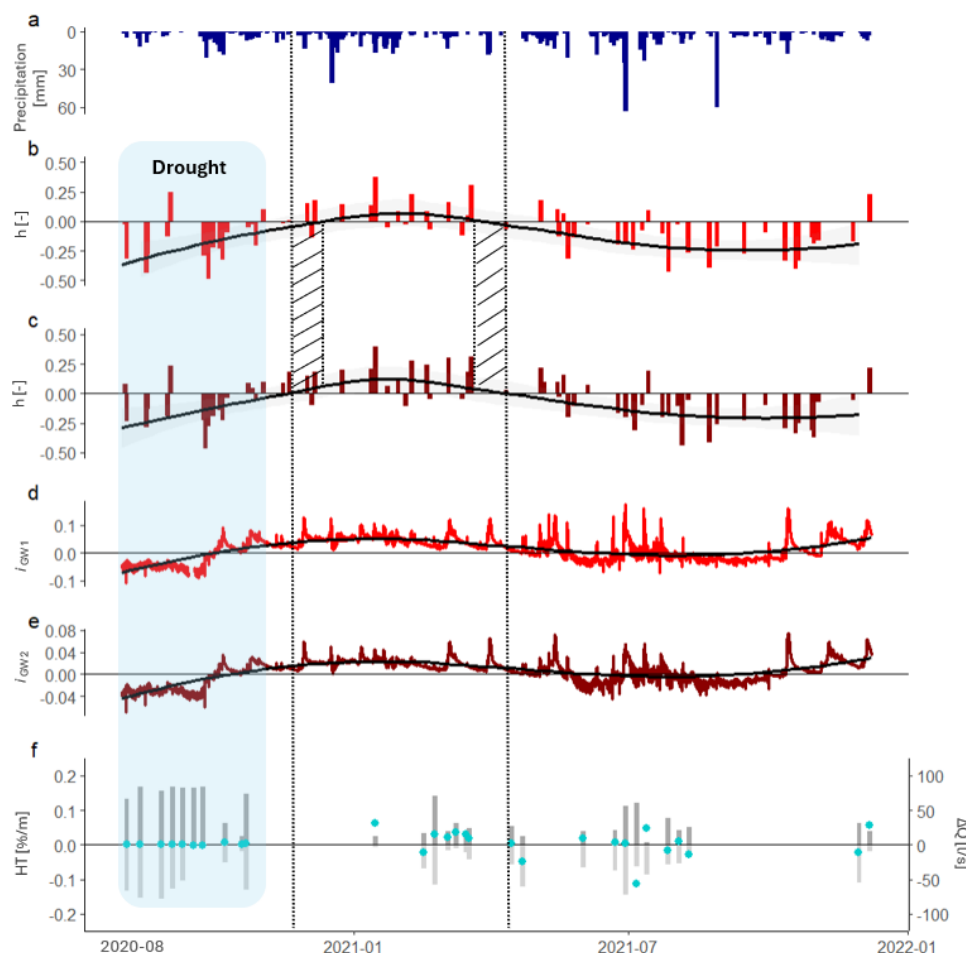 a
0
30
60
Precipitation
[mm]
b
Drought
0.50
0.25
0.00
-0.25
-0.50
h [-]
c
0.50
0.25
0.00
-0.25
-0.50
h [-]
d
0.1
0.0
-0.1
i GW1
e
0.08
0.04
0.00
-0.04
i GW2
f
0.2
0.1
0.0
-0.1
-0.2
HT [%/m]
100
50
0
-50
-100
ΔQ [l/s]
2020-08
2021-01
2021-07
2022-01